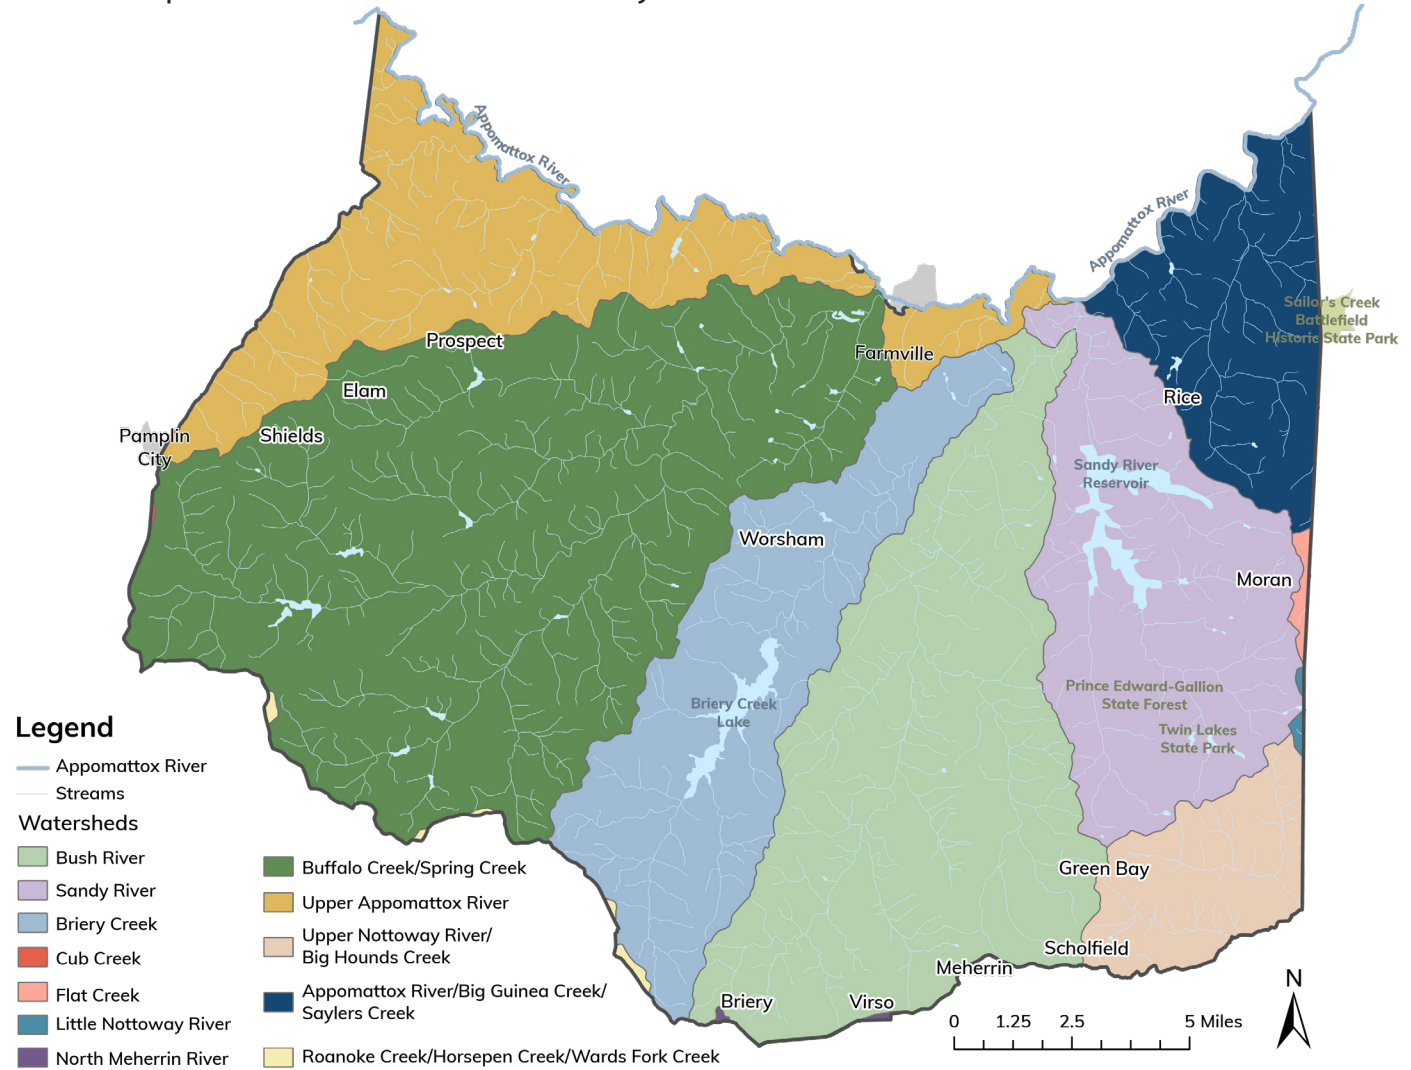 Appomattox River
Appomattox River
Sailor's Creek
Battlefield
Historic State Park
Prospect
Farmville
Elam
Rice
Shields
Pamplin
City
Sandy River
Reservoir
Worsham
Moran
Prince Edward-Gallion
State Forest
Briery Creek
Lake
Twin Lakes
State Park
Green Bay
Scholfield
Meherrin
Briery
Virso
Legend
Appomattox River
Streams
Watersheds
Bush River
Sandy River
Briery Creek
Cub Creek
Flat Creek
Little Nottoway River
North Meherrin River
Buffalo Creek/Spring Creek
Upper Appomattox River
Upper Nottoway River/
Big Hounds Creek
Appomattox River/Big Guinea Creek/
Saylers Creek
Roanoke Creek/Horsepen Creek/Wards Fork Creek
0 1.25 2.5 5 Miles
N